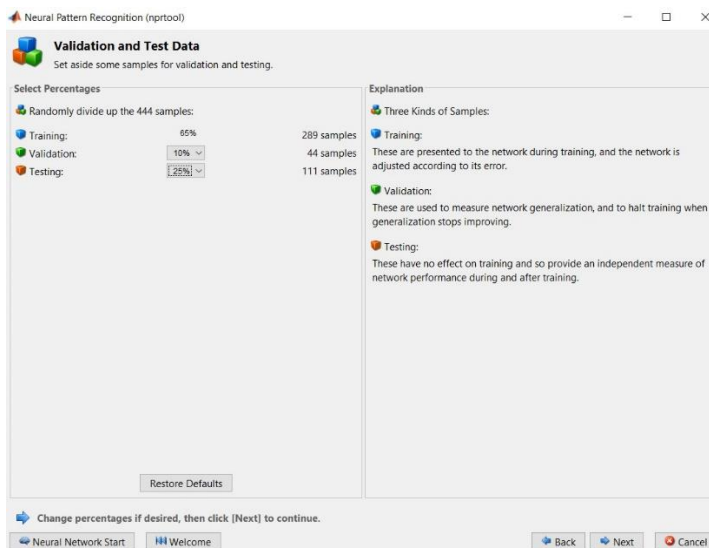 Neural Pattern Recognition (nprtool)
Validation and Test Data
Set aside some samples for validation and testing.
Select Percentages
Randomly divide up the 444 samples:
Training: 65% 289 samples
Validation: 10% 44 samples
Testing: 25% 111 samples
Restore Defaults
Explanation
Three Kinds of Samples:
Training:
These are presented to the network during training, and the network is
adjusted according to its error.
Validation:
These are used to measure network generalization, and to halt training when
generalization stops improving.
Testing:
These have no effect on training and so provide an independent measure of
network performance during and after training.
Change percentages if desired, then click [Next] to continue.
Neural Network Start Welcome Back Next Cancel